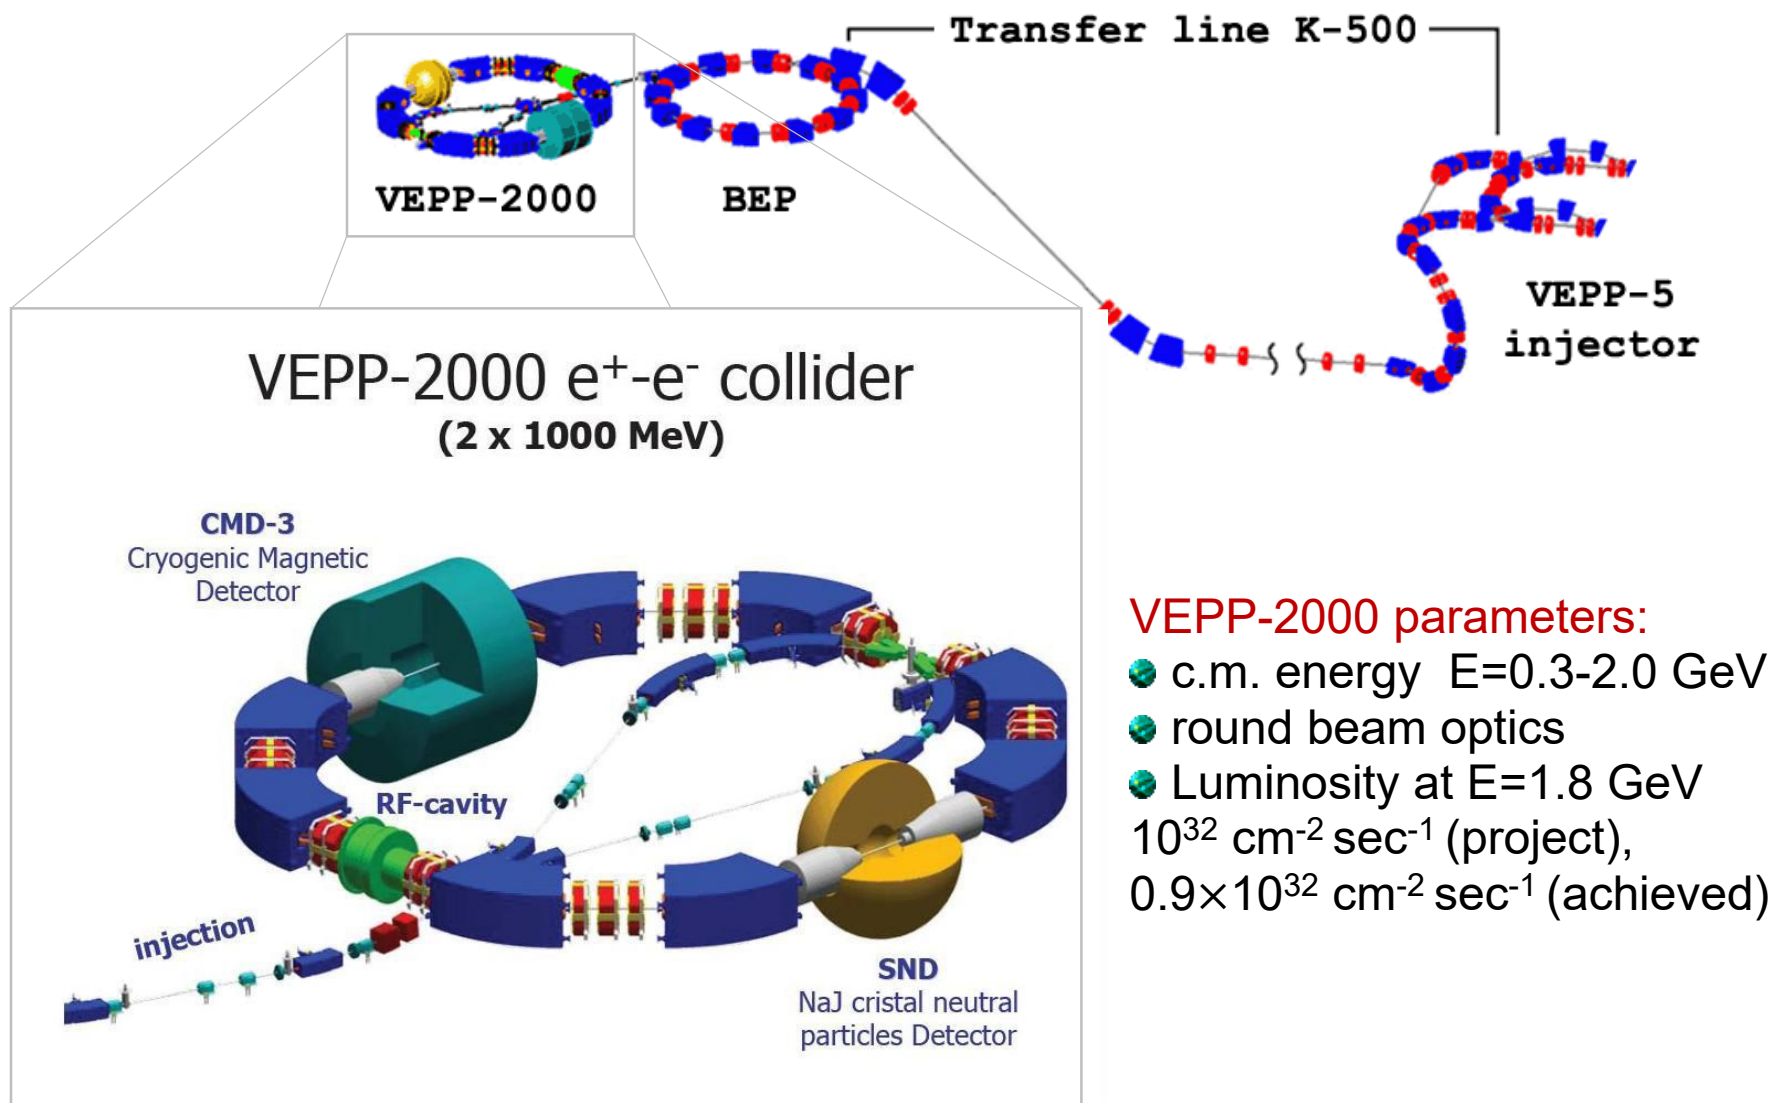 Transfer line K-500
VEPP-2000
BEP
VEPP-5
injector
VEPP-2000 e⁺-e⁻ collider
(2 x 1000 MeV)
CMD-3
Cryogenic Magnetic
Detector
RF-cavity
injection
SND
NaJ cristal neutral
particles Detector
VEPP-2000 parameters:
c.m. energy E=0.3-2.0 GeV
round beam optics
Luminosity at E=1.8 GeV
10³² cm⁻² sec⁻¹ (project),
0.9×10³² cm⁻² sec⁻¹ (achieved)